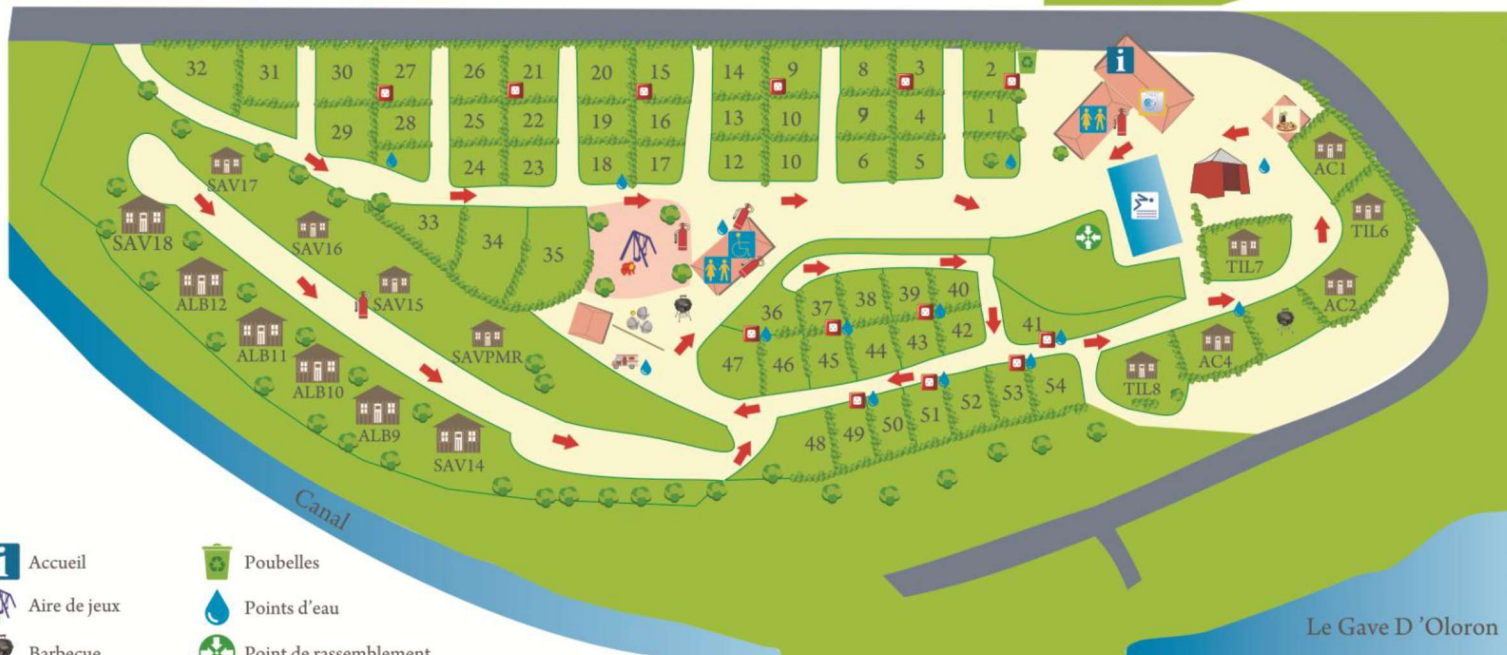 32 31 30 27 26 21 20 15 14 9 8 3 2
29 28 25 22 19 16 13 10 9 4 1
24 23 18 17 12 10 6 5
i
SAV17
AC1
SAV18
SAV16
33 34 35
TIL6
TIL7
ALB12
SAV15
AC2
36 37 38 39 40
41
ALB11
SAVPMR
47 46 45 44 43 42
AC4
ALB10
TIL8
ALB9
48 49 50 51 52 53 54
SAV14
Canal
i Accueil
Poubelles
Aire de jeux
Points d'eau
Barbecue
Point de rassemblement
Le Gave D 'Oloron